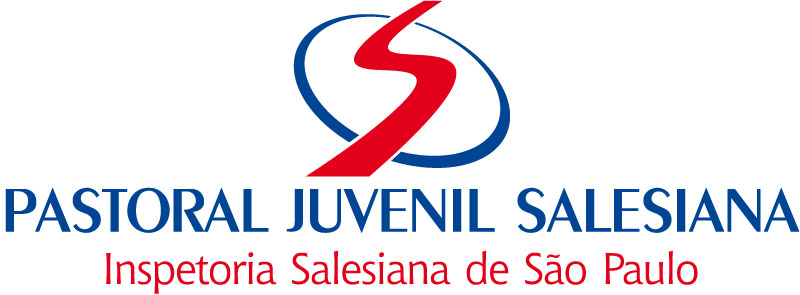 PASTORAL JUVENIL SALESIANA
Inspetoria Salesiana de São Paulo